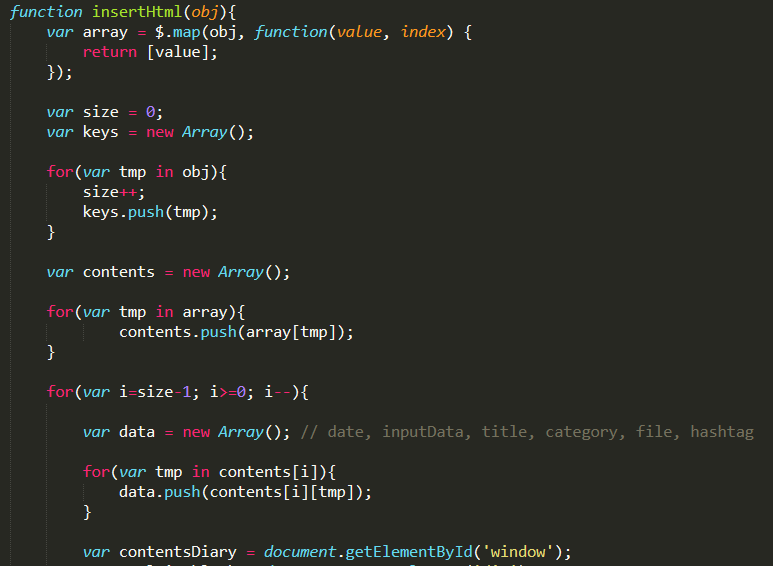 function insertHtml(obj){
    var array = $.map(obj, function(value, index) {
        return [value];
    });

    var size = 0;
    var keys = new Array();

    for(var tmp in obj){
        size++;
        keys.push(tmp);
    }

    var contents = new Array();

    for(var tmp in array){
            contents.push(array[tmp]);
    }

    for(var i=size-1; i>=0; i--){

        var data = new Array(); // date, inputData, title, category, file, hashtag

        for(var tmp in contents[i]){
            data.push(contents[i][tmp]);
        }

        var contentsDiary = document.getElementById('window');